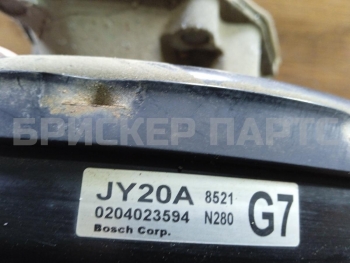 БРИСКЕР ПАРТС
JY20A 8521
0204023594 N280 G7
Bosch Corp.